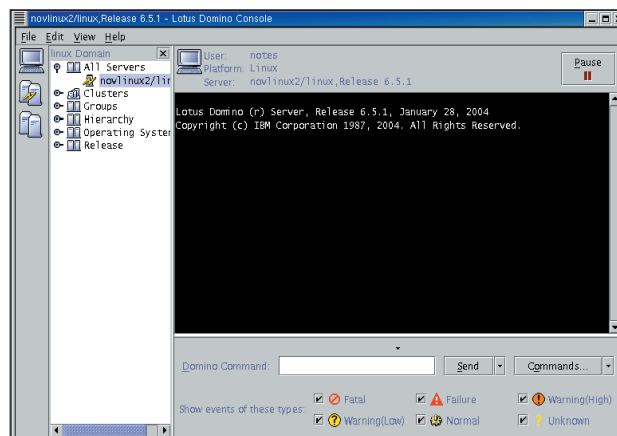 novlinux2/linux,Release 6.5.1 - Lotus Domino Console
File Edit View Help
linux Domain
All Servers
novlinux2/lin
Clusters
Groups
Hierarchy
Operating System
Release
User: notes
Platform: Linux
Server: novlinux2/linux,Release 6.5.1
Pause
Lotus Domino (r) Server, Release 6.5.1, January 28, 2004
Copyright (c) IBM Corporation 1987, 2004. All Rights Reserved.
Domino Command:
Send
Commands...
Show events of these types:
Fatal
Failure
Warning(High)
Warning(Low)
Normal
Unknown